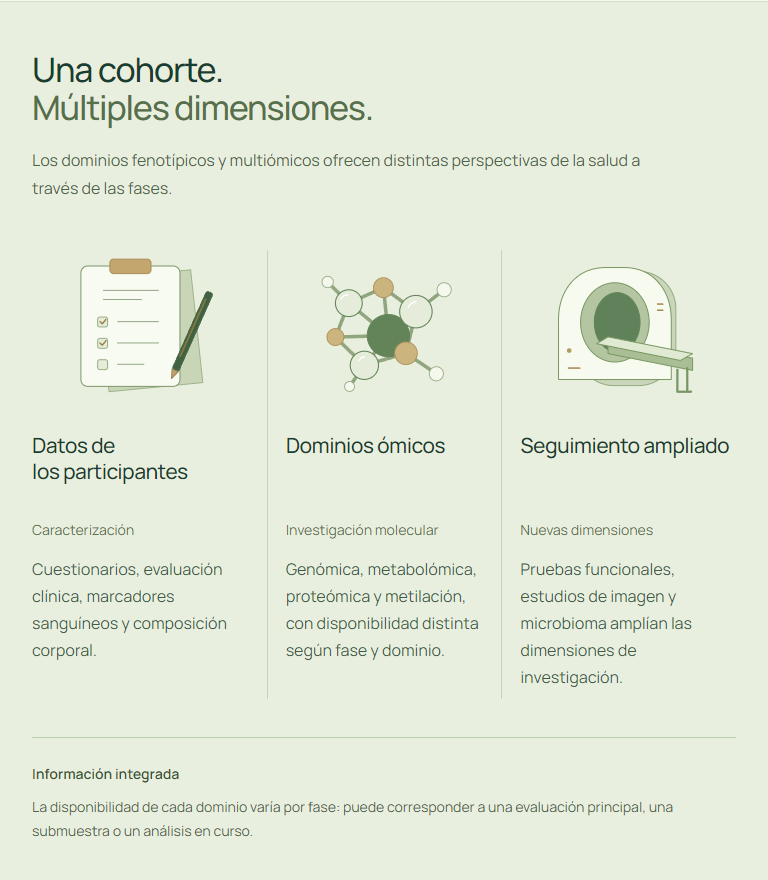 Una cohorte.
Múltiples dimensiones.
Los dominios fenotípicos y multiómicos ofrecen distintas perspectivas de la salud a
través de las fases.
Datos de
los participantes
Caracterización
Cuestionarios, evaluación
clínica, marcadores
sanguíneos y composición
corporal.
Dominios ómicos
Investigación molecular
Genómica, metabolómica,
proteómica y metilación,
con disponibilidad distinta
según fase y dominio.
Seguimiento ampliado
Nuevas dimensiones
Pruebas funcionales,
estudios de imagen y
microbioma amplían las
dimensiones de
investigación.
Información integrada
La disponibilidad de cada dominio varía por fase: puede corresponder a una evaluación principal, una
submuestra o un análisis en curso.